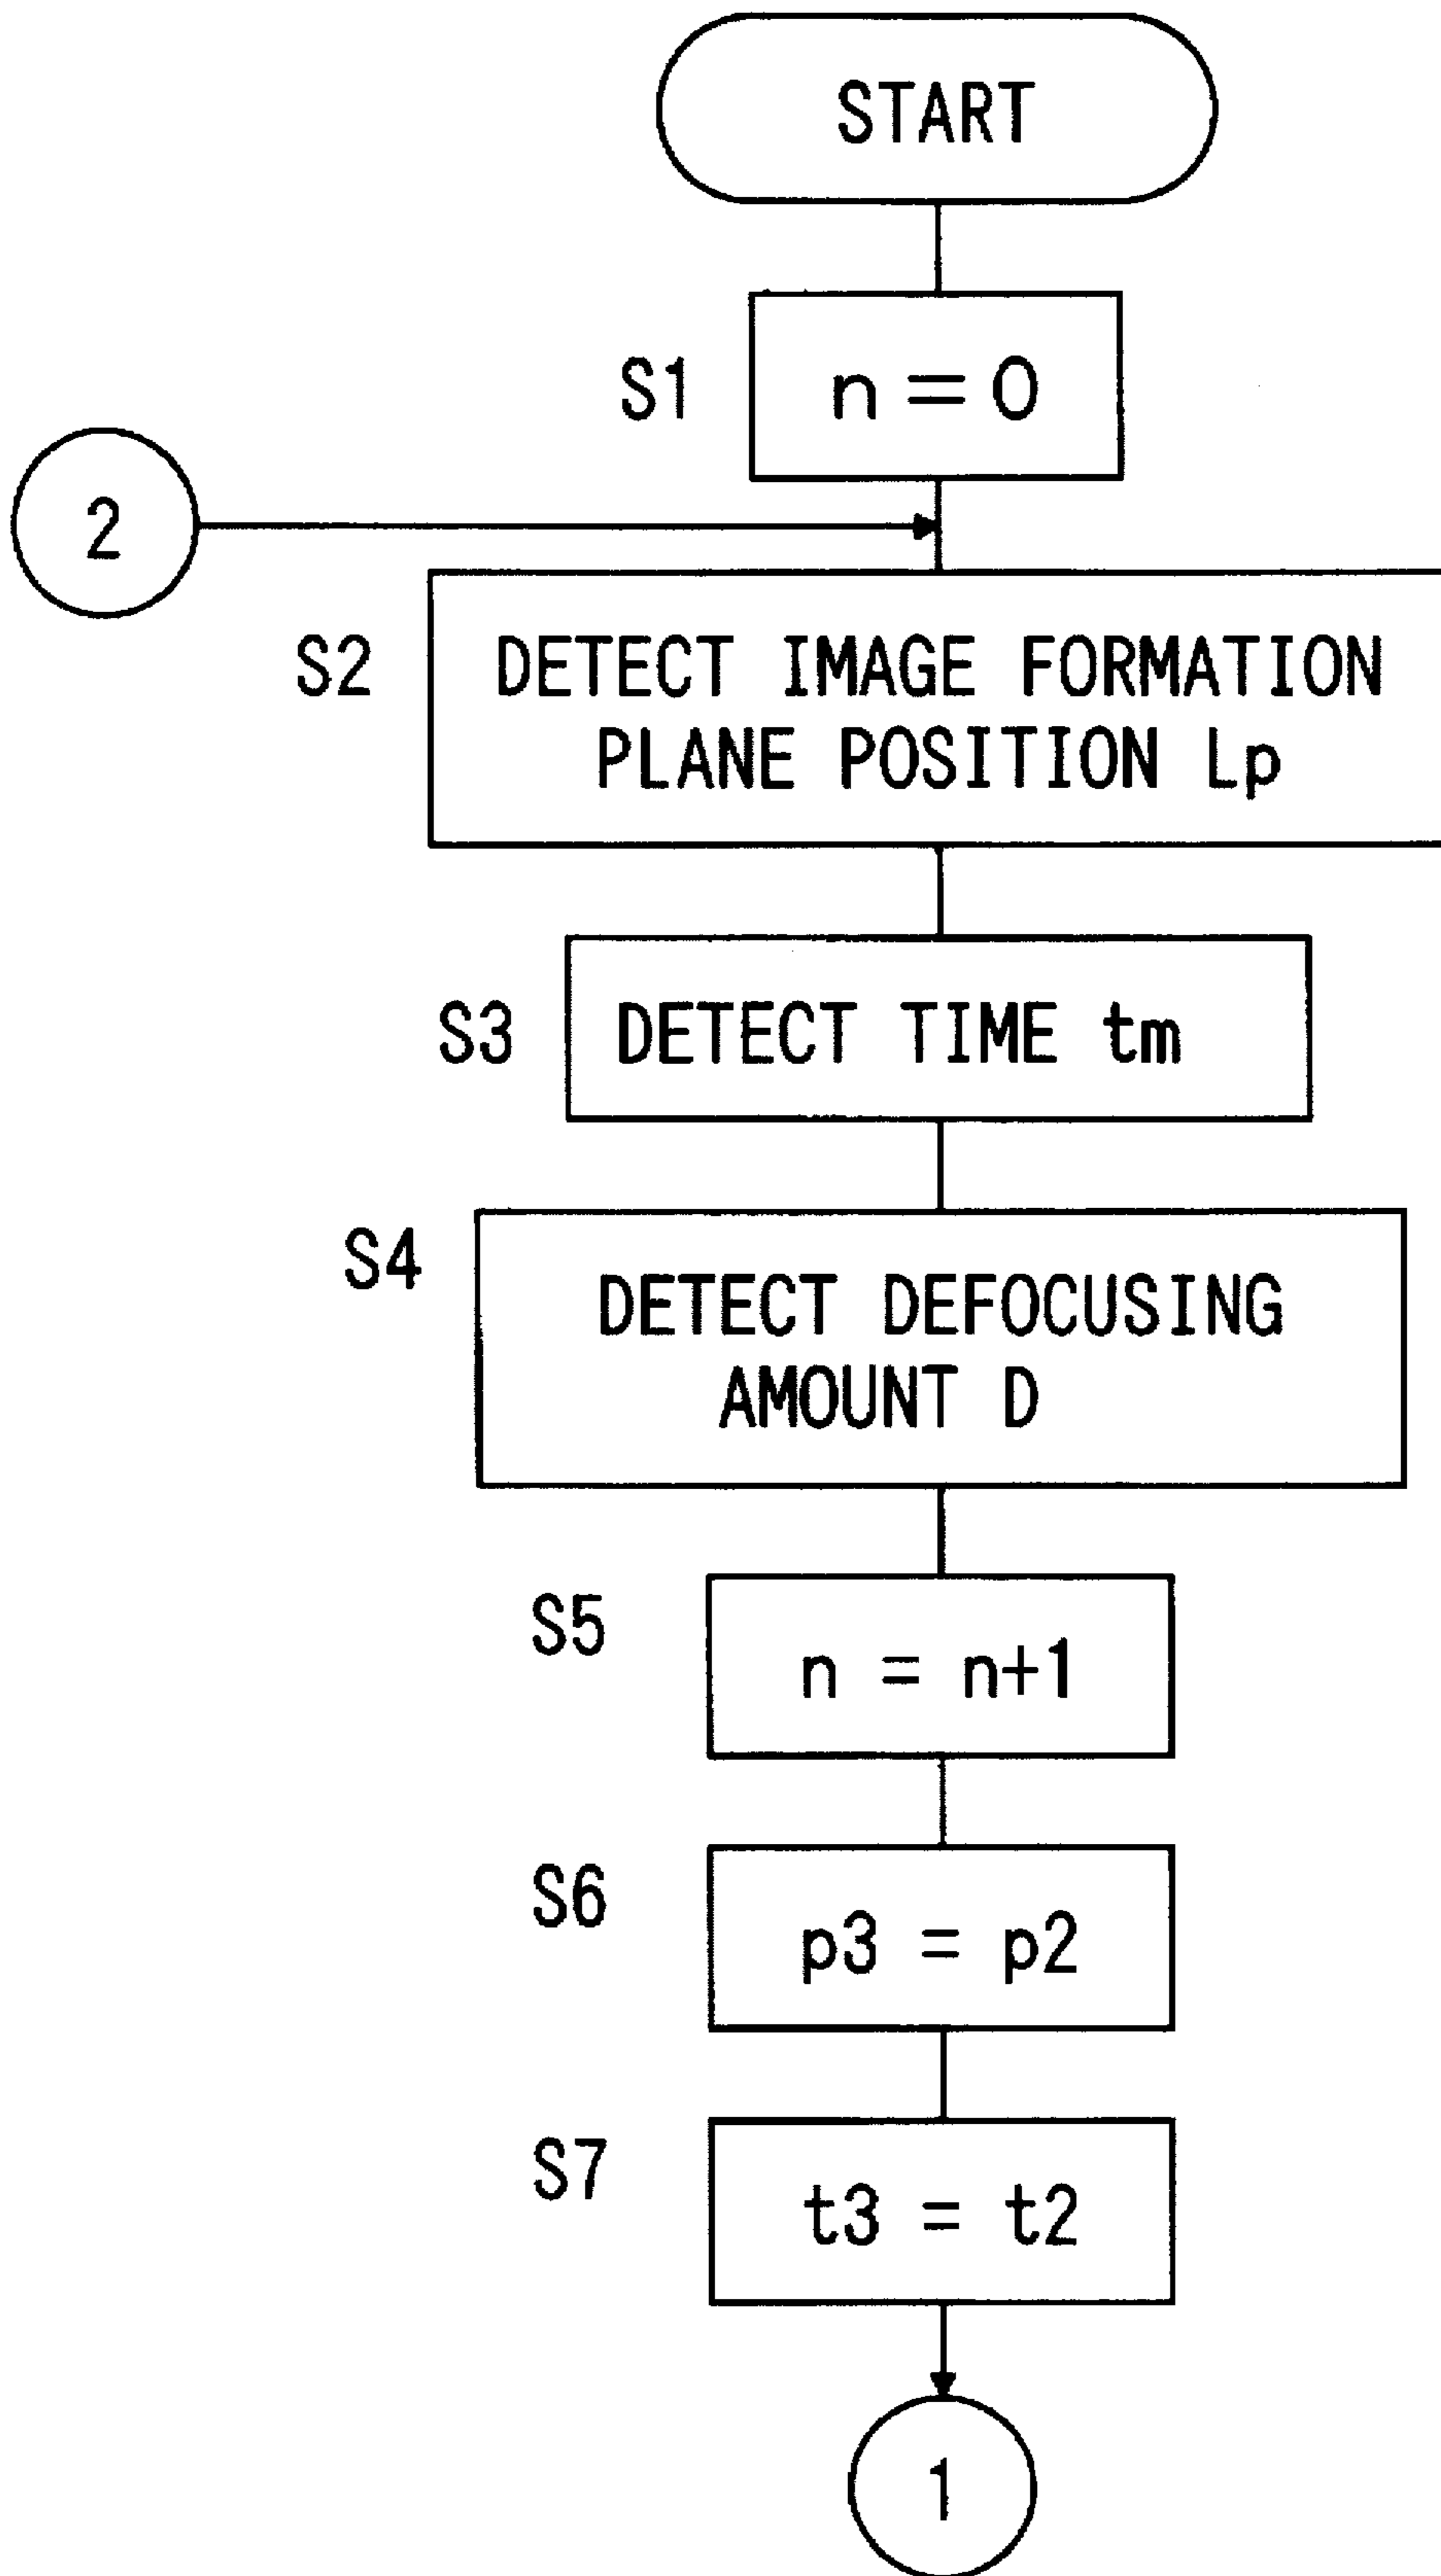 START
S1
n = 0
2
S2
DETECT IMAGE FORMATION
PLANE POSITION Lp
S3
DETECT TIME tm
S4
DETECT DEFOCUSING
AMOUNT D
S5
n = n+1
S6
p3 = p2
S7
t3 = t2
1